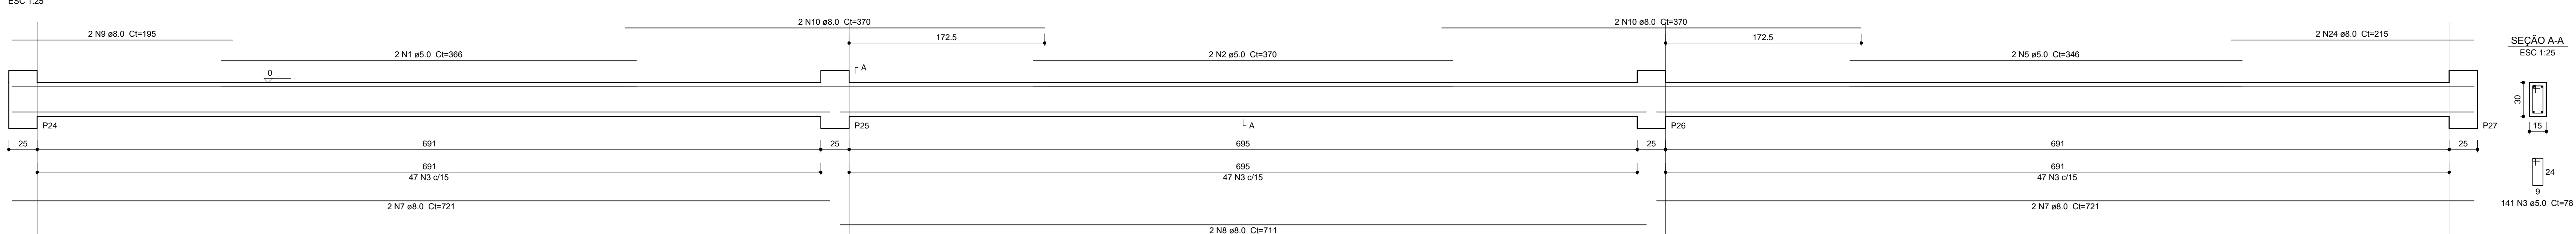 ESC 1:25
2 N10 ø8.0 Ct=370
2 N10 ø8.0 Ct=370
2 N9 ø8.0 Ct=195
172.5
172.5
2 N24 ø8.0 Ct=215
SEÇÃO A-A
ESC 1:25
2 N1 ø5.0 Ct=366
2 N2 ø5.0 Ct=370
2 N5 ø5.0 Ct=346
0
A
30
15
P24
P25
A
P26
P27
25
691
25
695
25
691
25
691
47 N3 c/15
695
47 N3 c/15
691
47 N3 c/15
24
9
141 N3 ø5.0 Ct=78
2 N7 ø8.0 Ct=721
2 N7 ø8.0 Ct=721
2 N8 ø8.0 Ct=711